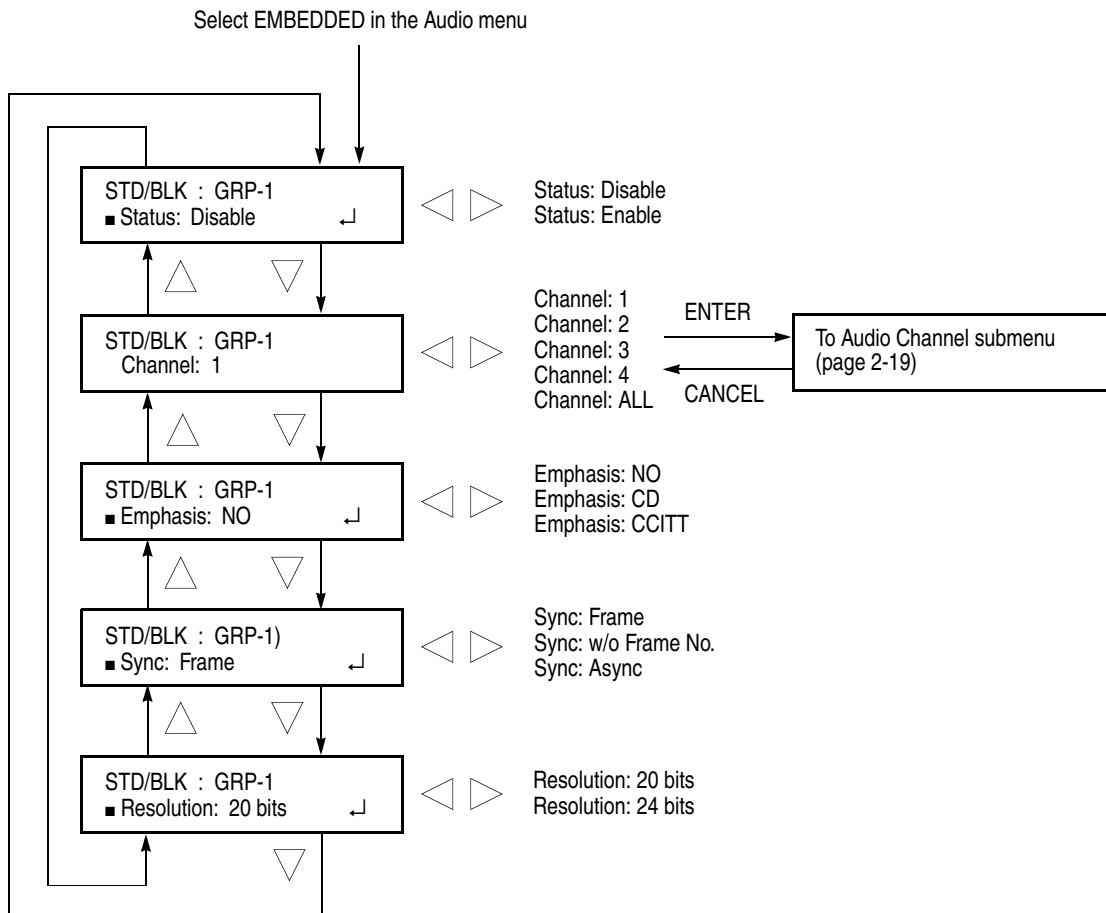 Select EMBEDDED in the Audio menu
STD/BLK : GRP-1
■ Status: Disable ↵
Status: Disable
Status: Enable
STD/BLK : GRP-1
Channel: 1
Channel: 1
Channel: 2
Channel: 3
Channel: 4
Channel: ALL
ENTER
CANCEL
To Audio Channel submenu
(page 2-19)
STD/BLK : GRP-1
■ Emphasis: NO ↵
Emphasis: NO
Emphasis: CD
Emphasis: CCITT
STD/BLK : GRP-1)
■ Sync: Frame ↵
Sync: Frame
Sync: w/o Frame No.
Sync: Async
STD/BLK : GRP-1
■ Resolution: 20 bits ↵
Resolution: 20 bits
Resolution: 24 bits